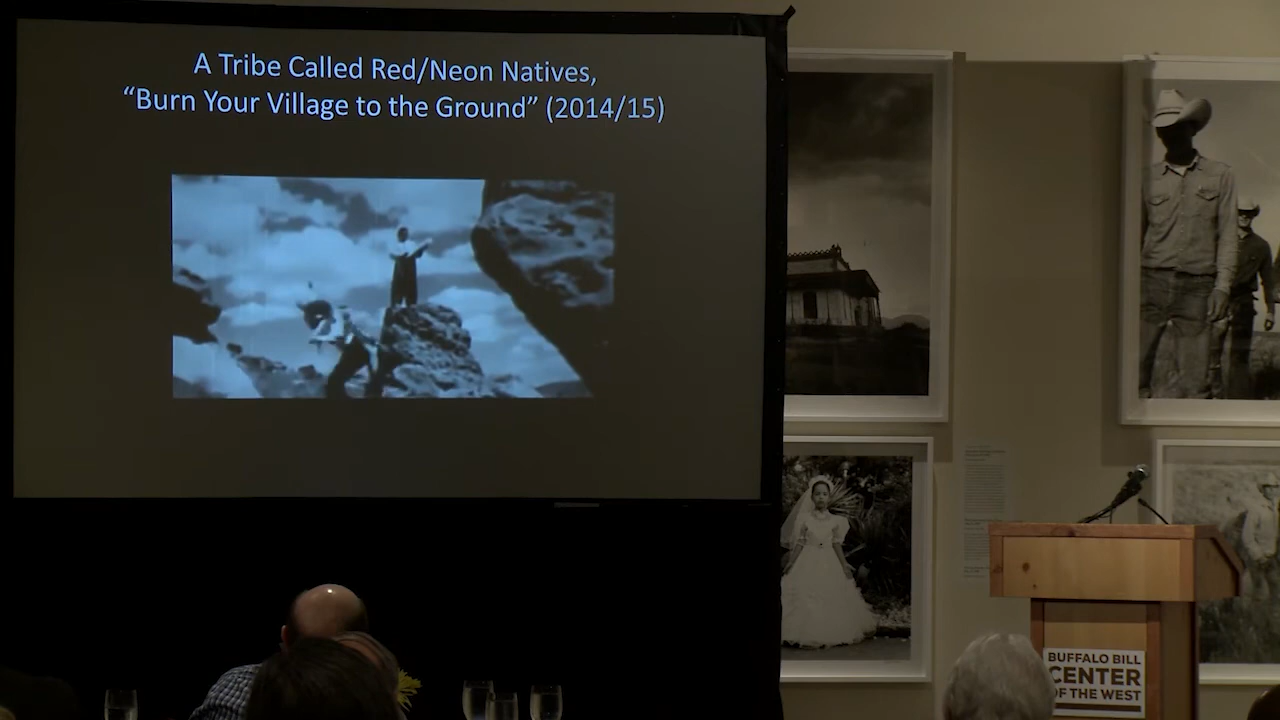 A Tribe Called Red/Neon Natives,
“Burn Your Village to the Ground” (2014/15)
BUFFALO BILL
CENTER
OF THE WEST